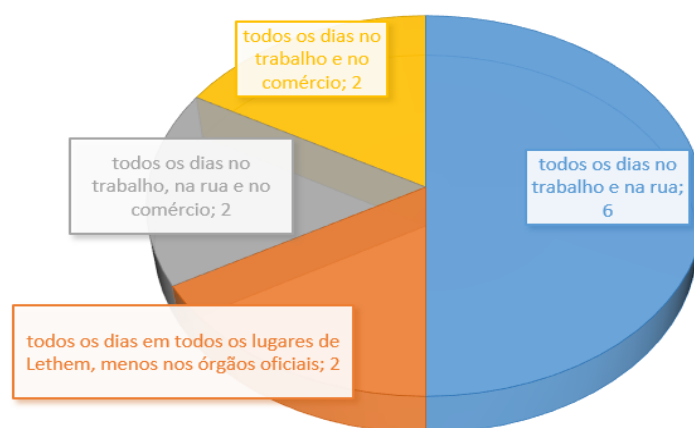 todos os dias no
trabalho e no
comércio; 2
todos os dias no
trabalho, na rua e no
comércio; 2
todos os dias no
trabalho e na rua;
6
todos os dias em todos os lugares de
Lethem, menos nos órgãos oficiais; 2